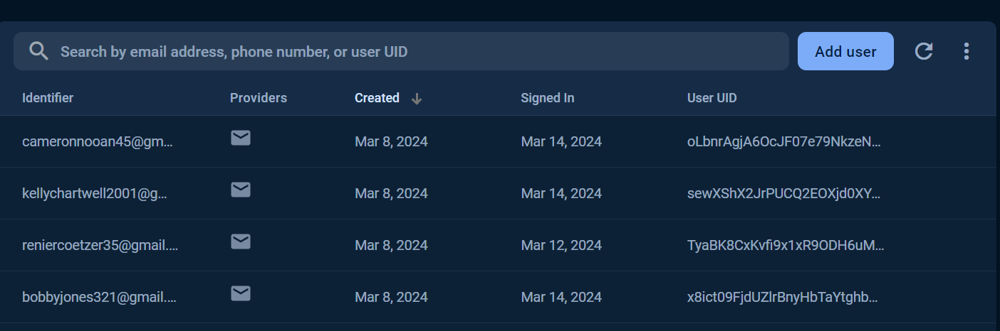 Search by email address, phone number, or user UID Add user
Identifier Providers Created Signed In User UID
cameronnooan45@gm... Mar 8, 2024 Mar 14, 2024 oLbnrAgjA6OcJF07e79NkzeN...
kellychartwell2001@g... Mar 8, 2024 Mar 14, 2024 sewXShX2JrPUCQ2EOXjd0XY...
reniercoetzer35@gmail.... Mar 8, 2024 Mar 12, 2024 TyaBK8CxKvfi9x1xR9ODH6uM...
bobbyjones321@gmail.... Mar 8, 2024 Mar 14, 2024 x8ict09FjdUZlrBnyHbTaYtghb...